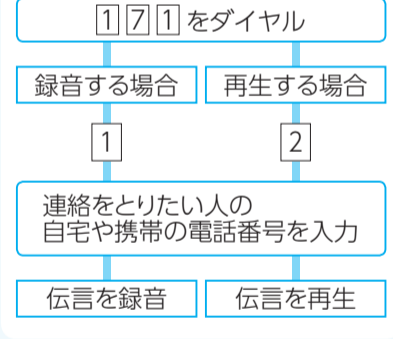 171をダイヤル
録音する場合
再生する場合
1
2
連絡をとりたい人の
自宅や携帯の電話番号を入力
伝言を録音
伝言を再生